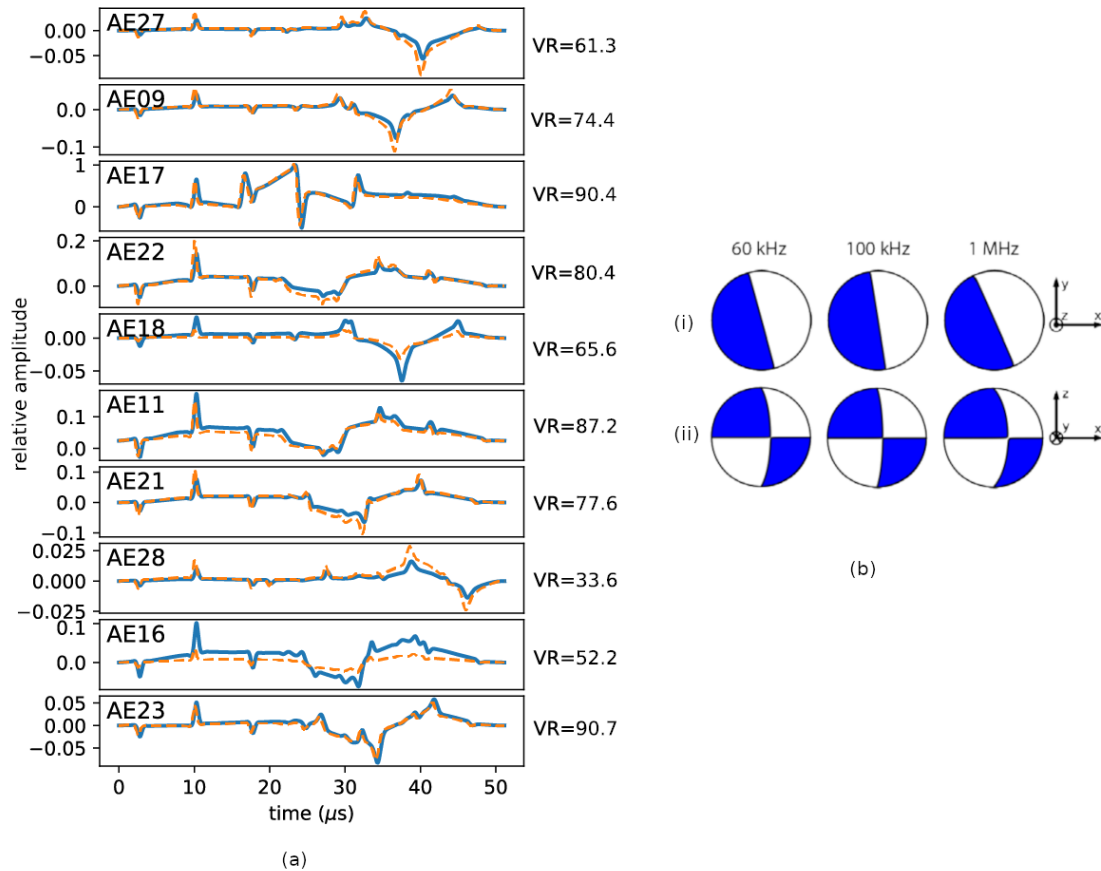 AE27
0.00
−0.05
VR=61.3
AE09
0.0
−0.1
VR=74.4
AE17
1
0
VR=90.4
AE22
0.2
0.0
VR=80.4
AE18
0.00
−0.05
VR=65.6
AE11
0.1
0.0
VR=87.2
AE21
0.1
0.0
−0.1
VR=77.6
AE28
0.025
0.000
−0.025
VR=33.6
AE16
0.1
0.0
VR=52.2
AE23
0.05
0.00
−0.05
VR=90.7
relative amplitude
0 10 20 30 40 50
time (μs)
(a)
60 kHz 100 kHz 1 MHz
(i)
y
z
x
(ii)
z
y
x
(b)